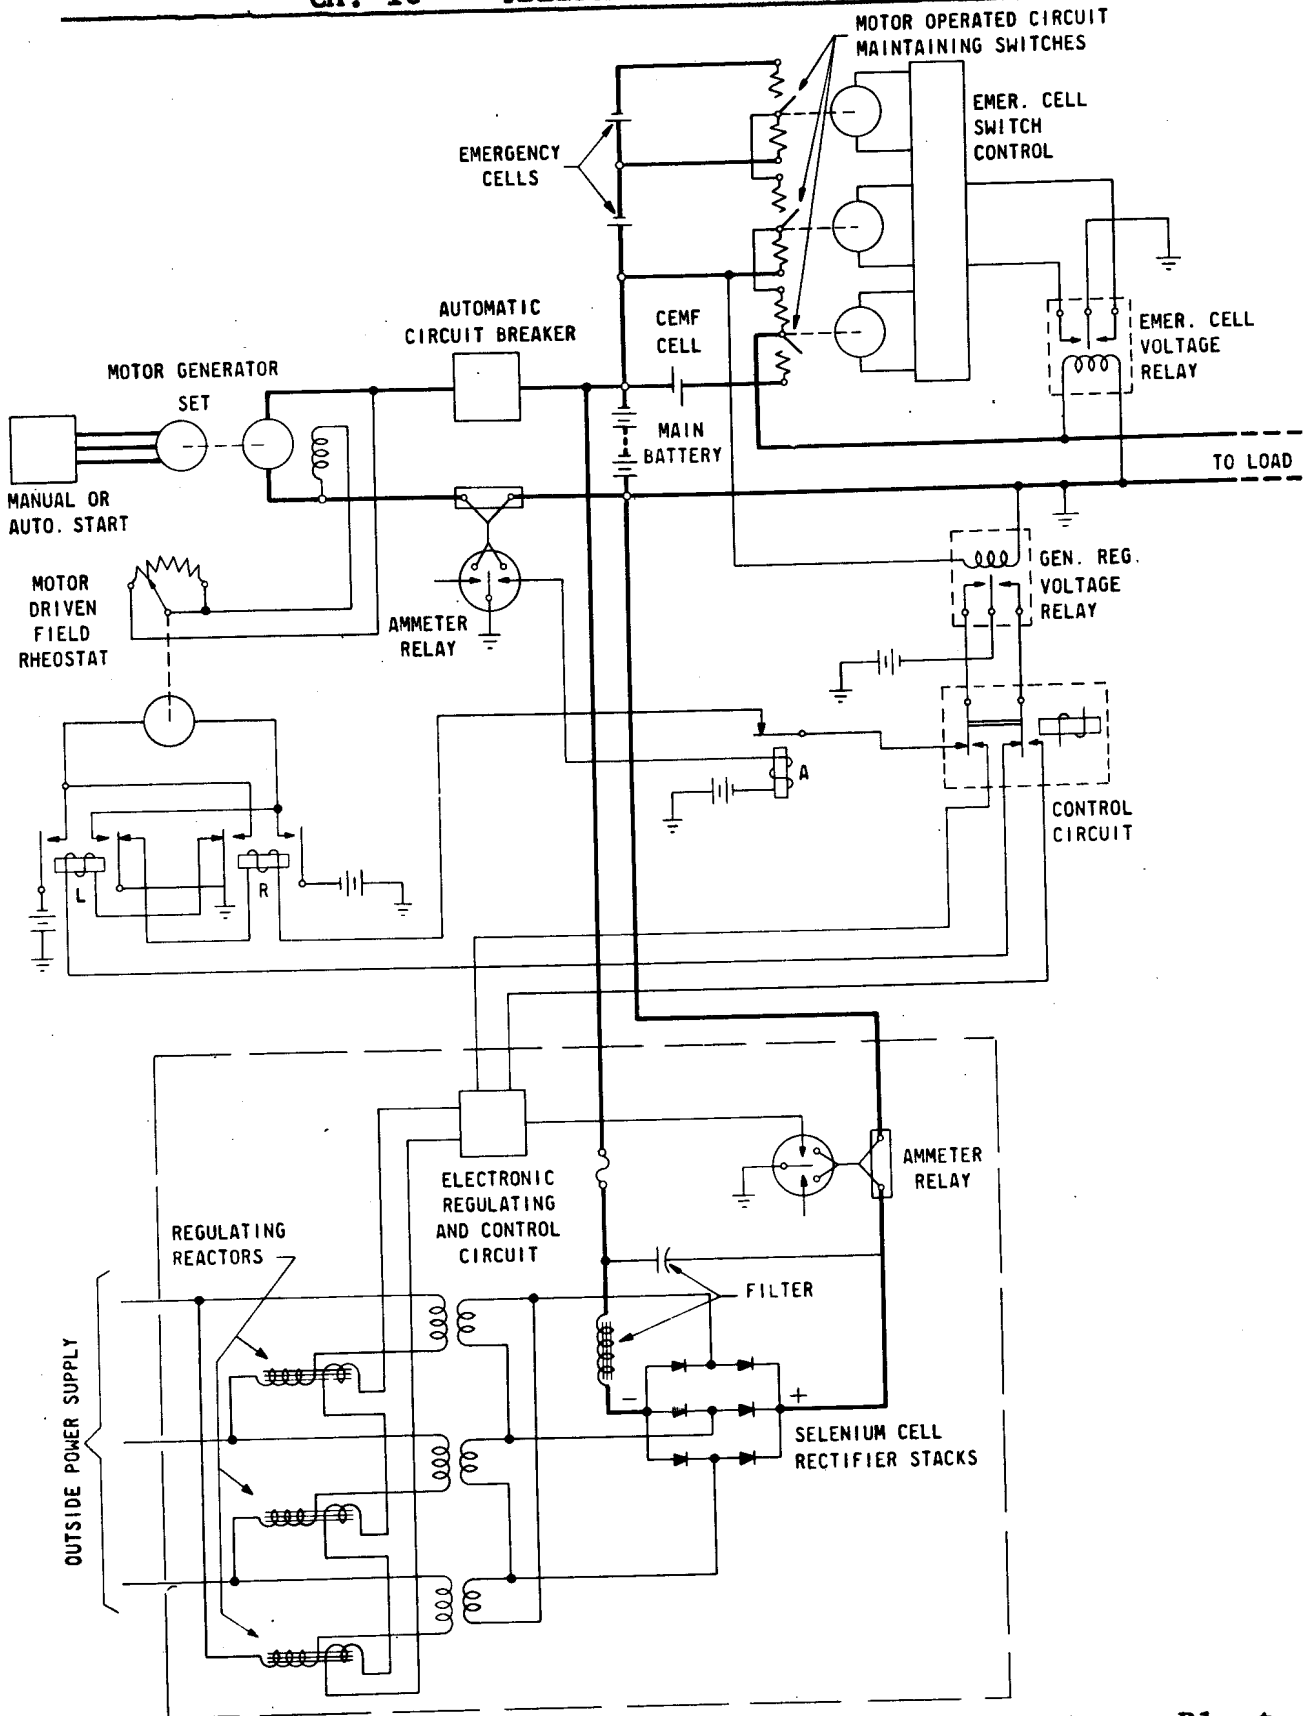 MOTOR OPERATED CIRCUIT
MAINTAINING SWITCHES
EMER. CELL
SWITCH
CONTROL
EMERGENCY
CELLS
AUTOMATIC
CIRCUIT BREAKER
CEMF
CELL
EMER. CELL
VOLTAGE
RELAY
MOTOR GENERATOR
SET
MAIN
BATTERY
TO LOAD
MANUAL OR
AUTO. START
MOTOR
DRIVEN
FIELD
RHEOSTAT
AMMETER
RELAY
GEN. REG.
VOLTAGE
RELAY
A
CONTROL
CIRCUIT
L
R
ELECTRONIC
REGULATING
AND CONTROL
CIRCUIT
AMMETER
RELAY
REGULATING
REACTORS
FILTER
OUTSIDE POWER SUPPLY
- +
SELENIUM CELL
RECTIFIER STACKS